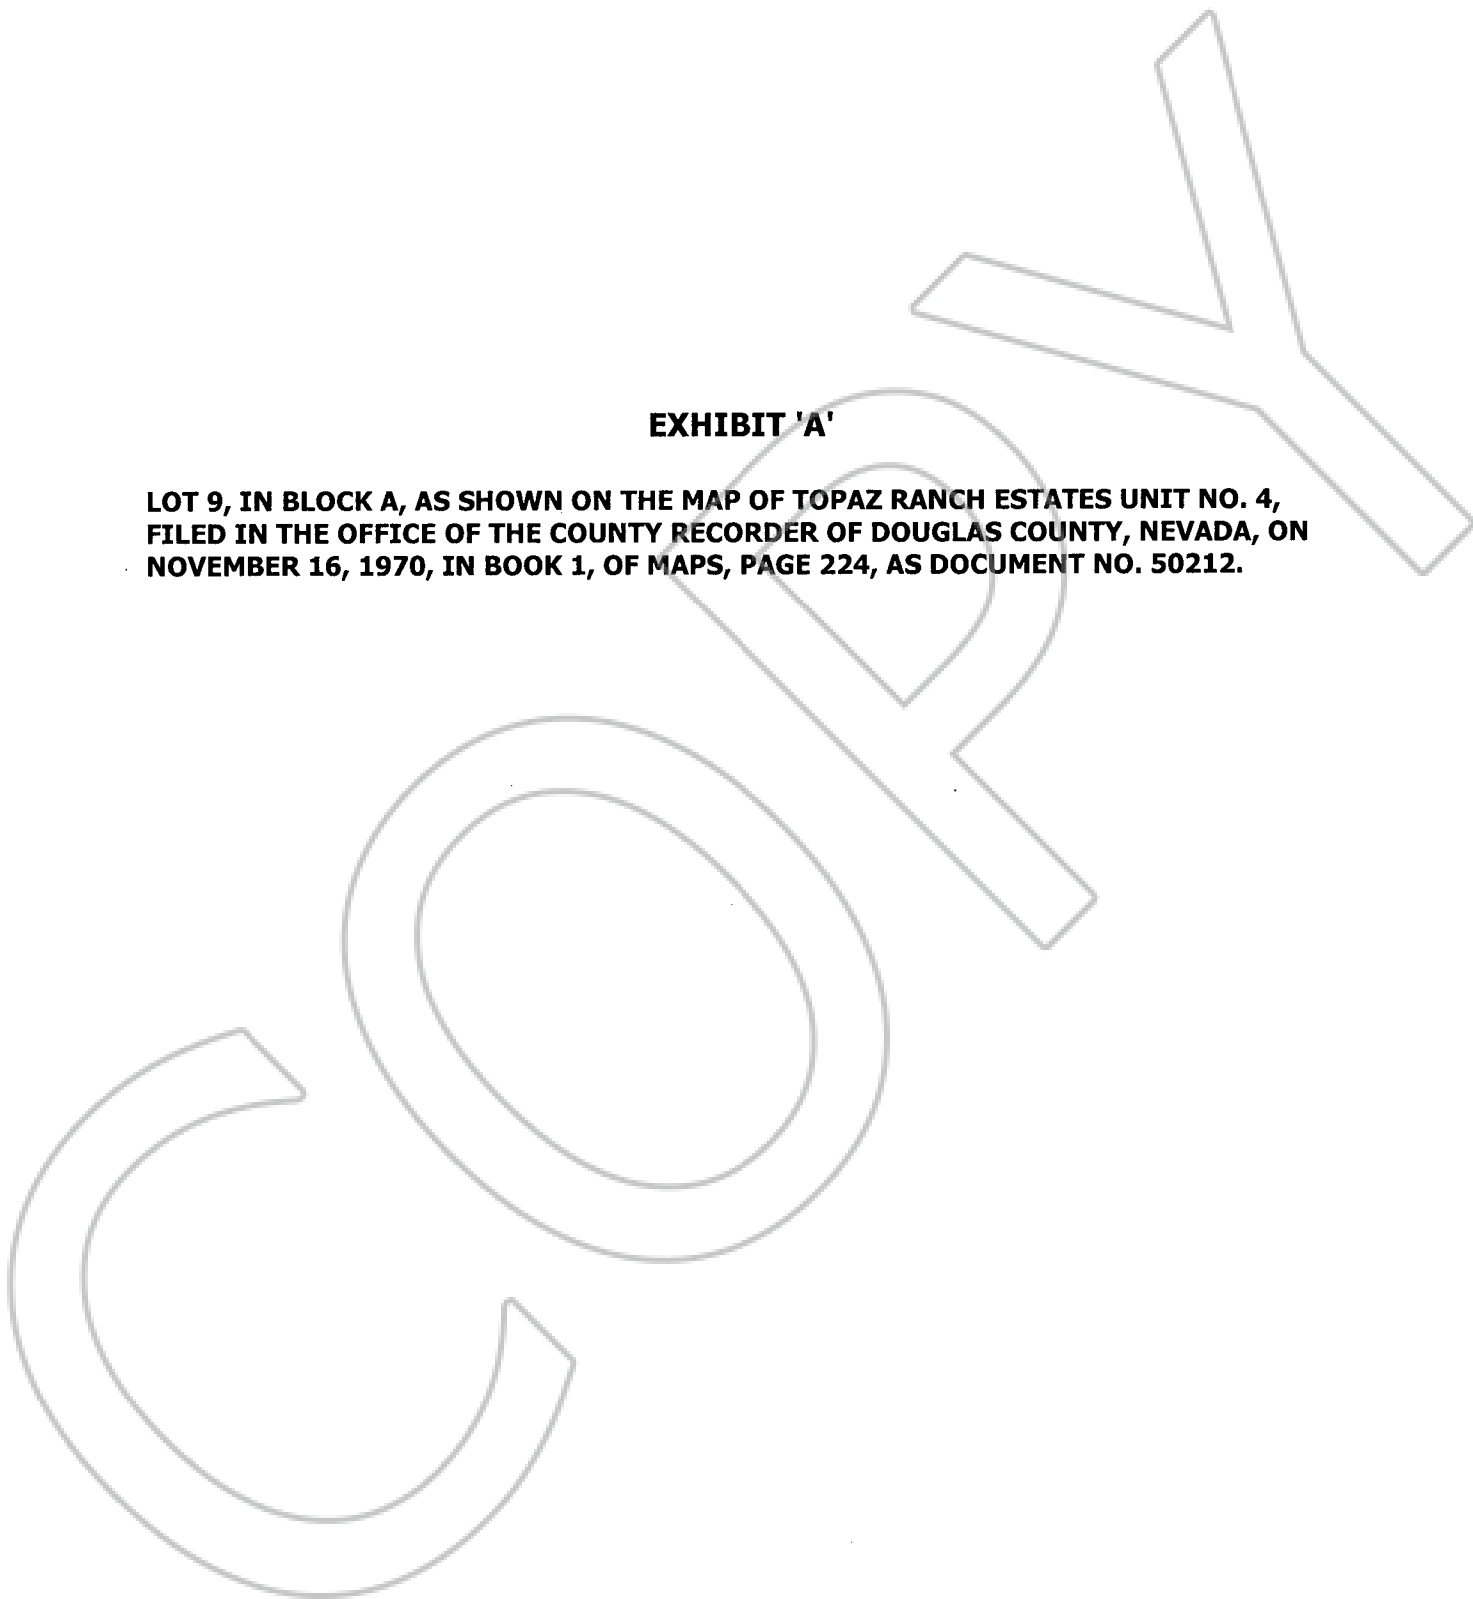 EXHIBIT 'A'
LOT 9, IN BLOCK A, AS SHOWN ON THE MAP OF TOPAZ RANCH ESTATES UNIT NO. 4,
FILED IN THE OFFICE OF THE COUNTY RECORDER OF DOUGLAS COUNTY, NEVADA, ON
NOVEMBER 16, 1970, IN BOOK 1, OF MAPS, PAGE 224, AS DOCUMENT NO. 50212.
COPY